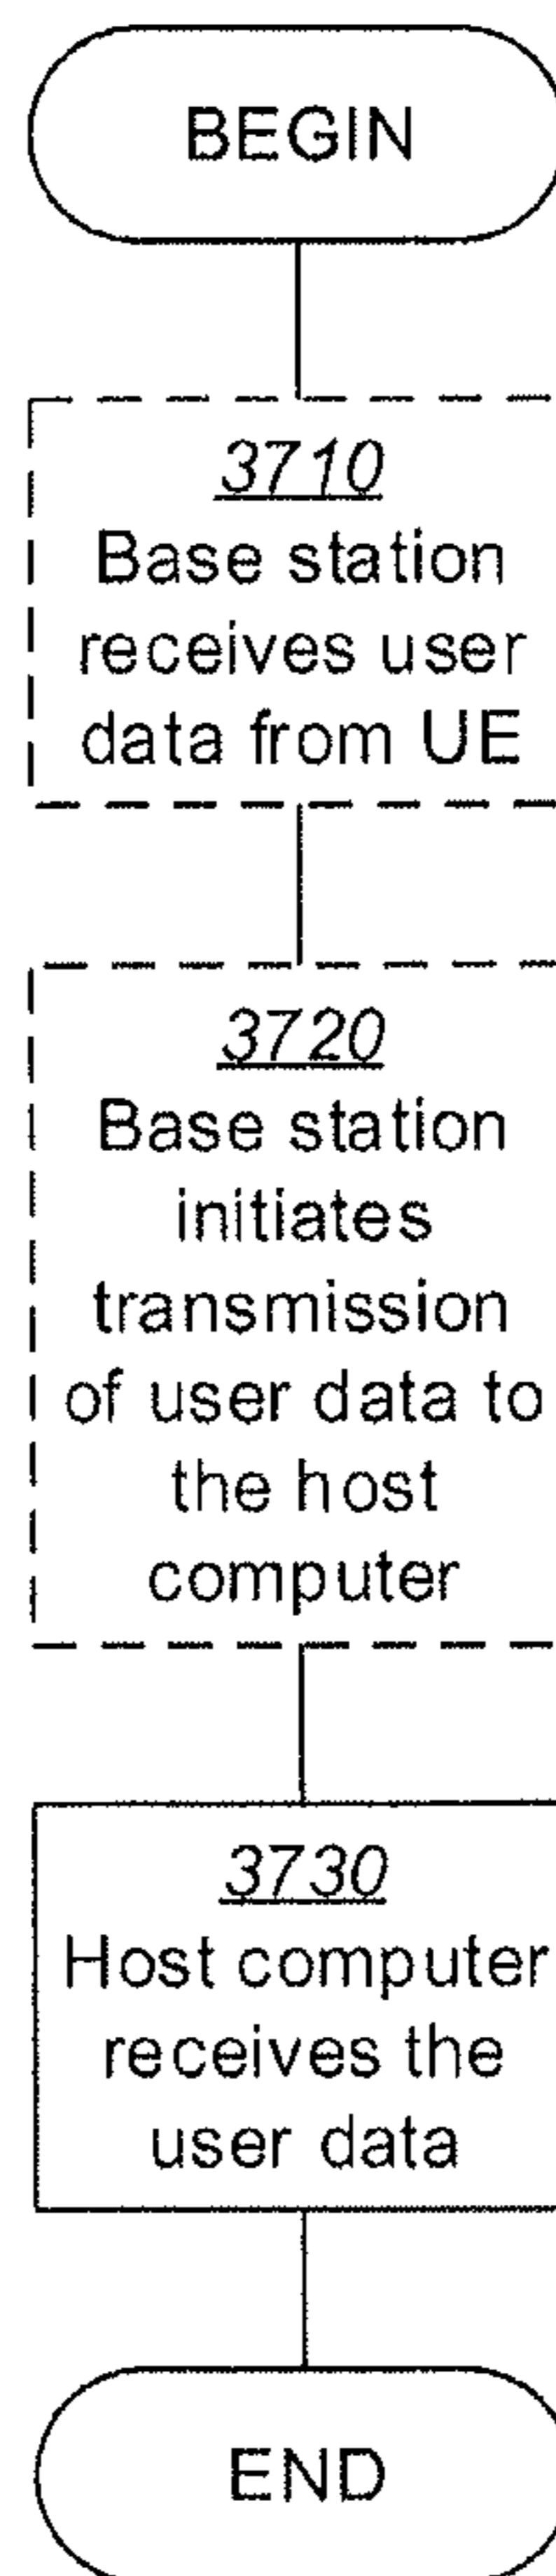 BEGIN
3710
Base station
receives user
data from UE
3720
Base station
initiates
transmission
of user data to
the host
computer
3730
Host computer
receives the
user data
END